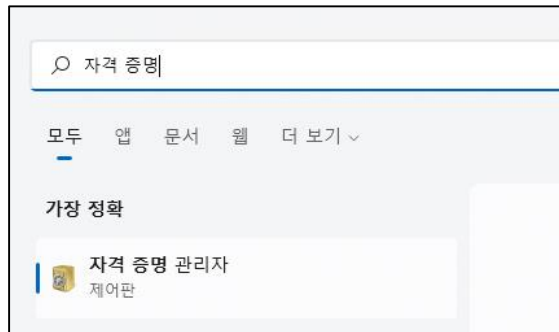 자격 증명
모두 앱 문서 웹 더 보기
가장 정확
자격 증명 관리자
제어판